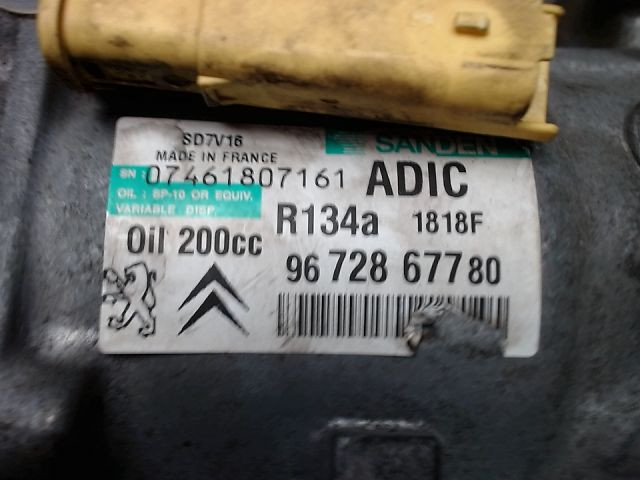 SD7V16
MADE IN FRANCE
SANDEN
SN: 07461807161
ADIC
OIL : SP-10 OR EQUIV.
VARIABLE DISP
R134a 1818F
Oil 200cc
96 728 677 80